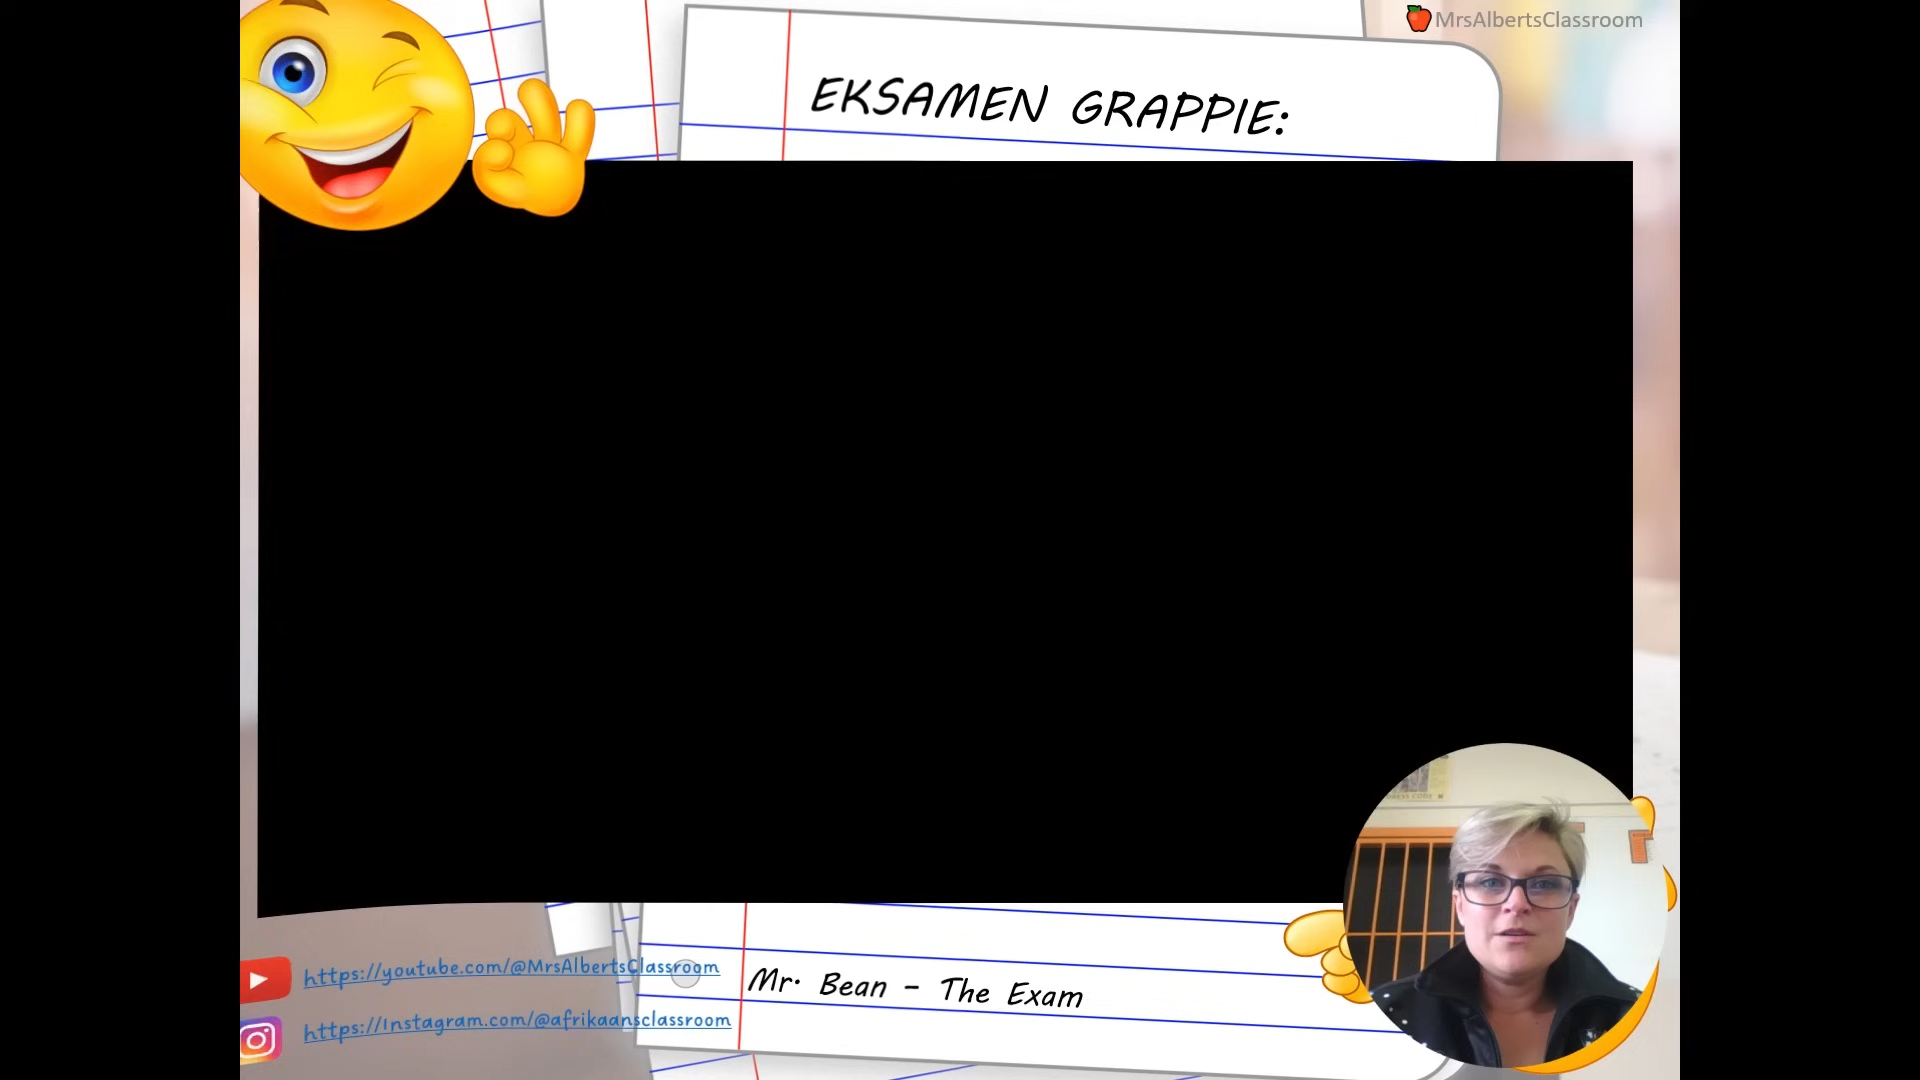 MrsAlbertsClassroom
EKSAMEN GRAPPIE:
https://youtube.com/@MrsAlbertsClassroom
Mr. Bean - The Exam
https://Instagram.com/@afrikaansclassroom